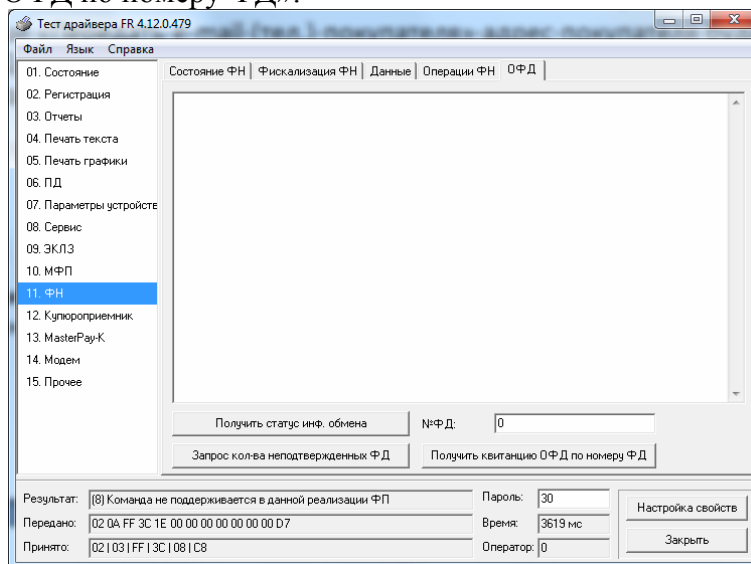 ОФД по номеру ФД».
Тест драйвера FR 4.12.0.479
Файл Язык Справка
01. Состояние
02. Регистрация
03. Отчеты
04. Печать текста
05. Печать графики
06. ПД
07. Параметры устройств
08. Сервис
09. ЭКЛЗ
10. МФП
11. ФН
12. Купюроприемник
13. MasterPay-K
14. Модем
15. Прочее
Состояние ФН Фискализация ФН Данные Операции ФН ОФД
Получить статус инф. обмена №ФД: 0
Запрос кол-ва неподтвержденных ФД Получить квитанцию ОФД по номеру ФД
Результат: (8) Команда не поддерживается в данной реализации ФП Пароль: 30 Настройка свойств
Передано: 02 0A FF 3C 1E 00 00 00 00 00 00 00 D7 Время: 3619 мс
Принято: 02 | 03 | FF | 3C | 08 | C8 Оператор: 0 Закрыть